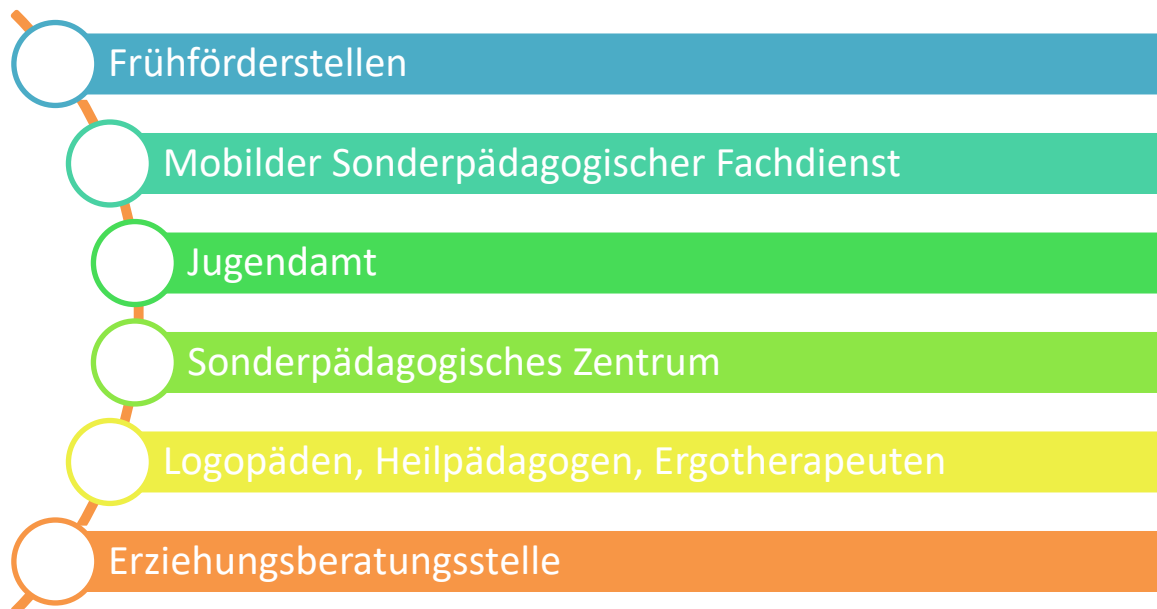 Frühförderstellen
Mobilder Sonderpädagogischer Fachdienst
Jugendamt
Sonderpädagogisches Zentrum
Logopäden, Heilpädagogen, Ergotherapeuten
Erziehungsberatungsstelle